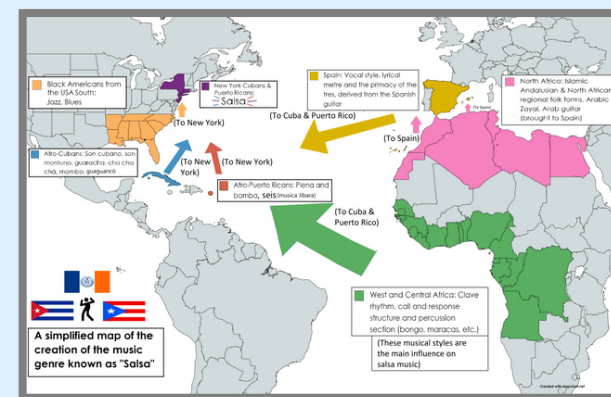 Black Americans from
the USA South:
Jazz, Blues
New York Cubans &
Puerto Ricans:
Salsa
(To New York)
Spain: Vocal style, lyrical
metre and the primacy of the
tres, derived from the Spanish
guitar
(To Cuba & Puerto Rico)
(To Spain)
North Africa: Islamic
Andalusian & North African
regional folk forms, Arabic
Zayal, Arab guitar
(brought to Spain)
(To Spain)
Afro-Cubans: Son cubano, son
montuno, guaracha, cha cha
chá, mambo, guaguancó
(To New
York)
(To New York)
Afro-Puerto Ricans: Plena and
bomba, seis(musica Jibara)
(To Cuba &
Puerto Rico)
West and Central Africa: Clave
rhythm, call and response
structure and percussion
section (bongo, maracas, etc.)
(These musical styles are
the main influence on
salsa music)
A simplified map of the
creation of the music
genre known as "Salsa"
Created with mapchart.net